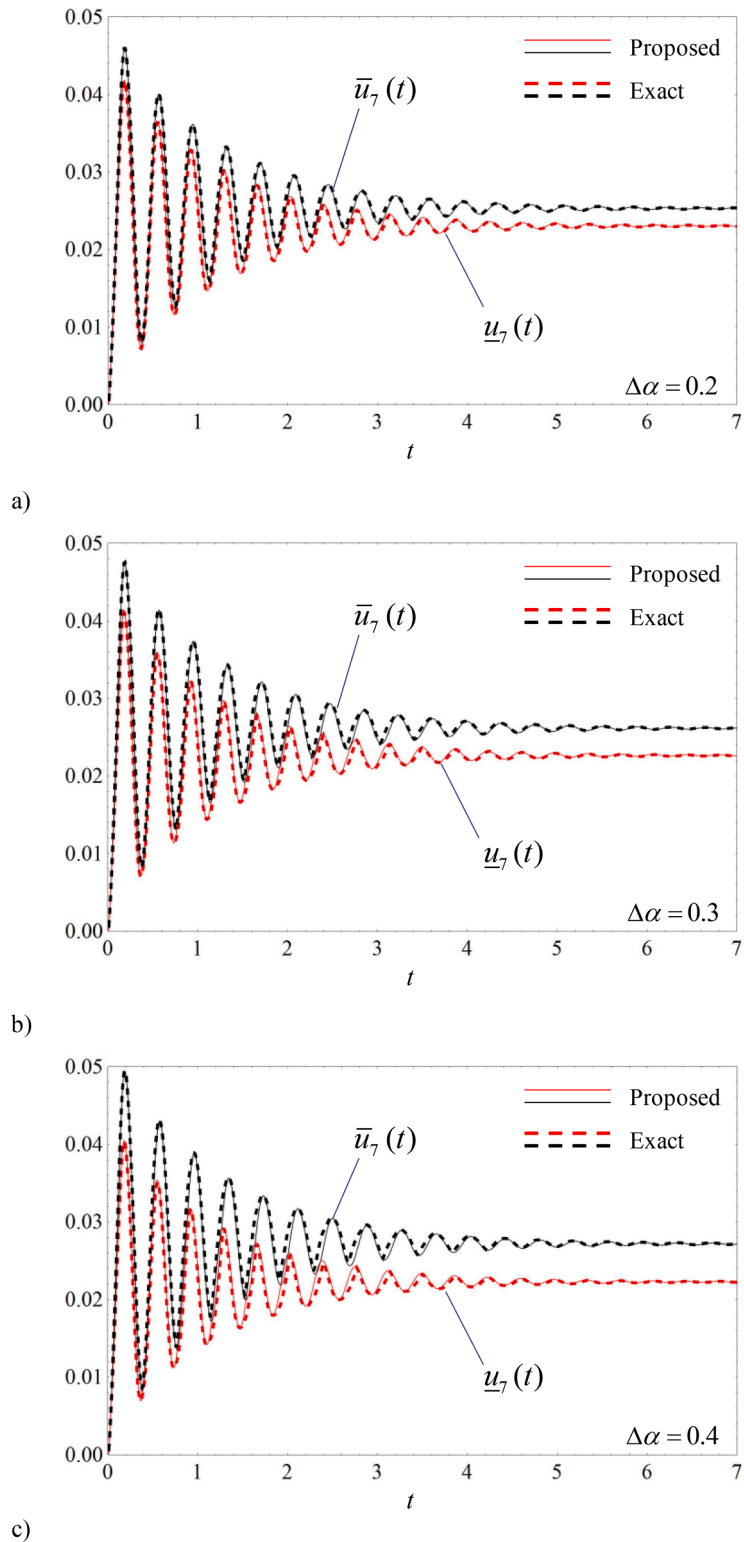 0.05
0.04
0.03
0.02
0.01
0.00
0 1 2 3 4 5 6 7
t
Proposed
Exact
u̅₇(t)
u̲₇(t)
Δα = 0.2
a)
0.05
0.04
0.03
0.02
0.01
0.00
0 1 2 3 4 5 6 7
t
Proposed
Exact
u̅₇(t)
u̲₇(t)
Δα = 0.3
b)
0.05
0.04
0.03
0.02
0.01
0.00
0 1 2 3 4 5 6 7
t
Proposed
Exact
u̅₇(t)
u̲₇(t)
Δα = 0.4
c)